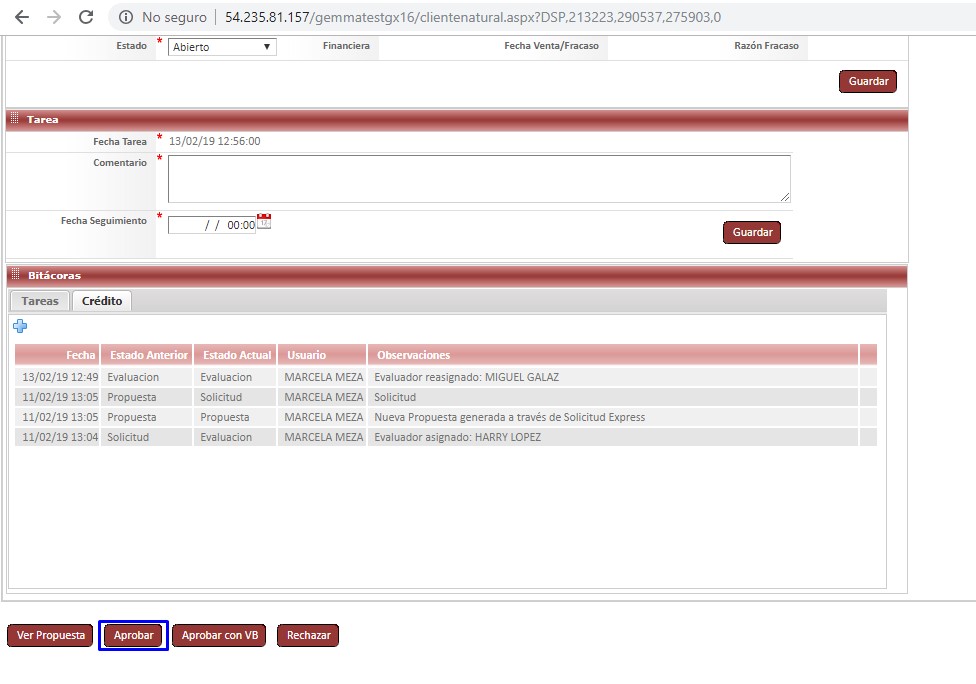 No seguro | 54.235.81.157/gemmatestgx16/clientenatural.aspx?DSP,213223,290537,275903,0
Estado * Abierto Financiera Fecha Venta/Fracaso Razón Fracaso
Guardar
Tarea
Fecha Tarea * 13/02/19 12:56:00
Comentario *
Fecha Seguimiento * / / 00:00
Guardar
Bitácoras
Tareas Crédito
Fecha Estado Anterior Estado Actual Usuario Observaciones
13/02/19 12:49 Evaluacion Evaluacion MARCELA MEZA Evaluador reasignado: MIGUEL GALAZ
11/02/19 13:05 Propuesta Solicitud MARCELA MEZA Solicitud
11/02/19 13:05 Propuesta Propuesta MARCELA MEZA Nueva Propuesta generada a través de Solicitud Express
11/02/19 13:04 Solicitud Evaluacion MARCELA MEZA Evaluador asignado: HARRY LOPEZ
Ver Propuesta Aprobar Aprobar con VB Rechazar